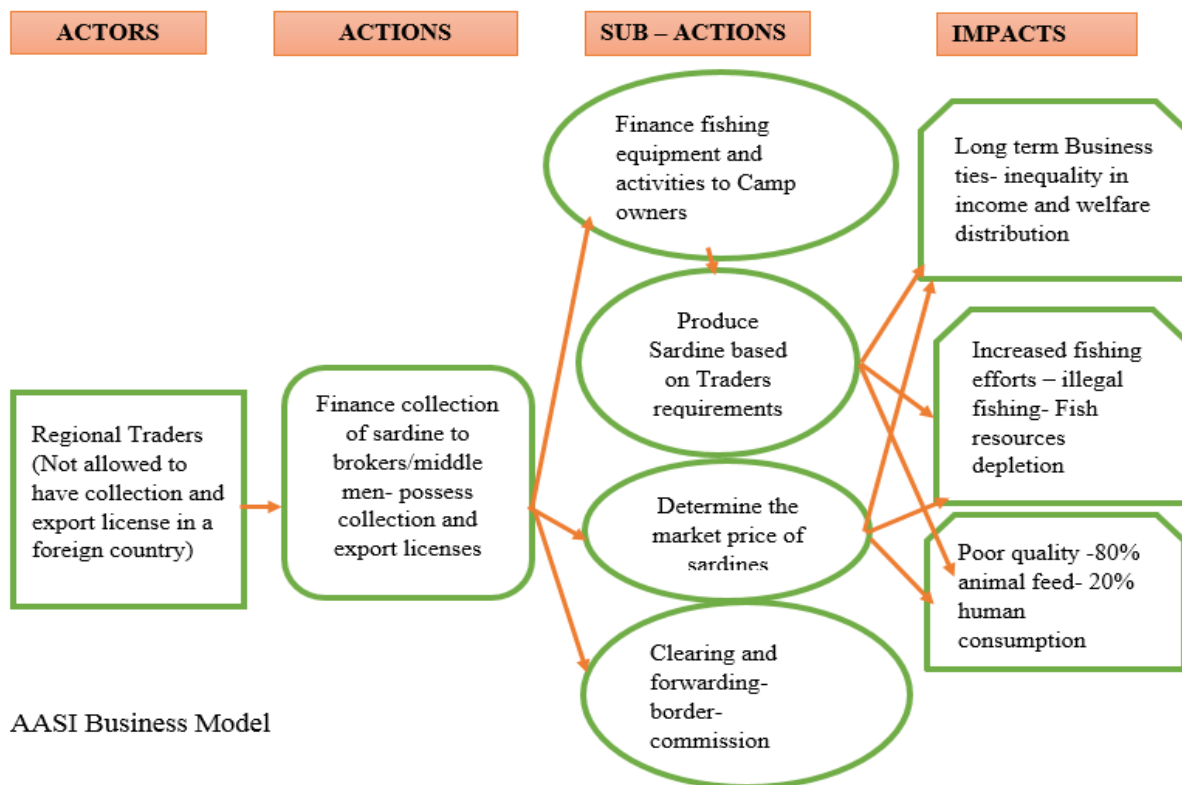 ACTORS
ACTIONS
SUB – ACTIONS
IMPACTS
Regional Traders
(Not allowed to
have collection and
export license in a
foreign country)
Finance collection
of sardine to
brokers/middle
men- possess
collection and
export licenses
Finance fishing
equipment and
activities to Camp
owners
Produce
Sardine based
on Traders
requirements
Determine the
market price of
sardines
Clearing and
forwarding-
border-
commission
Long term Business
ties- inequality in
income and welfare
distribution
Increased fishing
efforts – illegal
fishing- Fish
resources
depletion
Poor quality -80%
animal feed- 20%
human
consumption
AASI Business Model